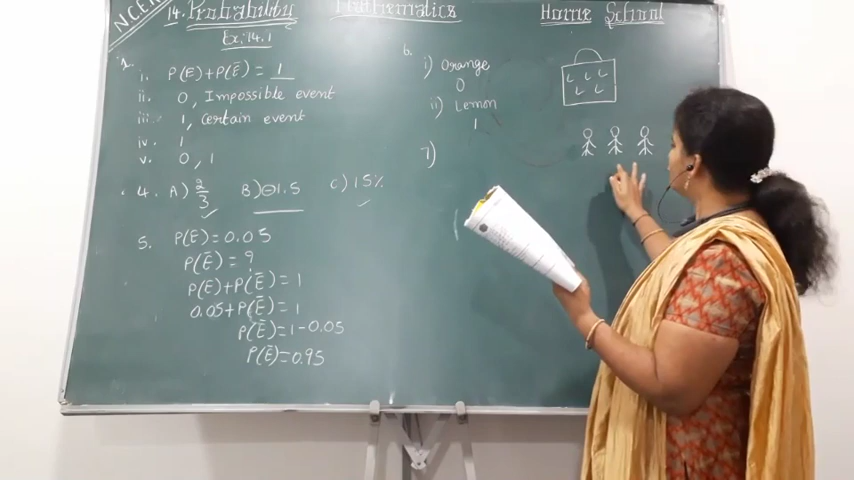 NCER
14. Probability
Mathematics
Home School
Ex: 14.1
1.
i. P(E)+P(Ē) = 1
ii. 0, Impossible event
iii. 1, certain event
iv. 1
v. 0, 1
4. A) 2/3 B) -1.5 C) 15%
5. P(E)=0.05
P(Ē)= ?
P(E)+P(Ē) = 1
0.05+P(Ē) = 1
P(Ē)=1-0.05
P(Ē)=0.95
6.
i) Orange
0
ii) Lemon
1
7)
L L L
L L